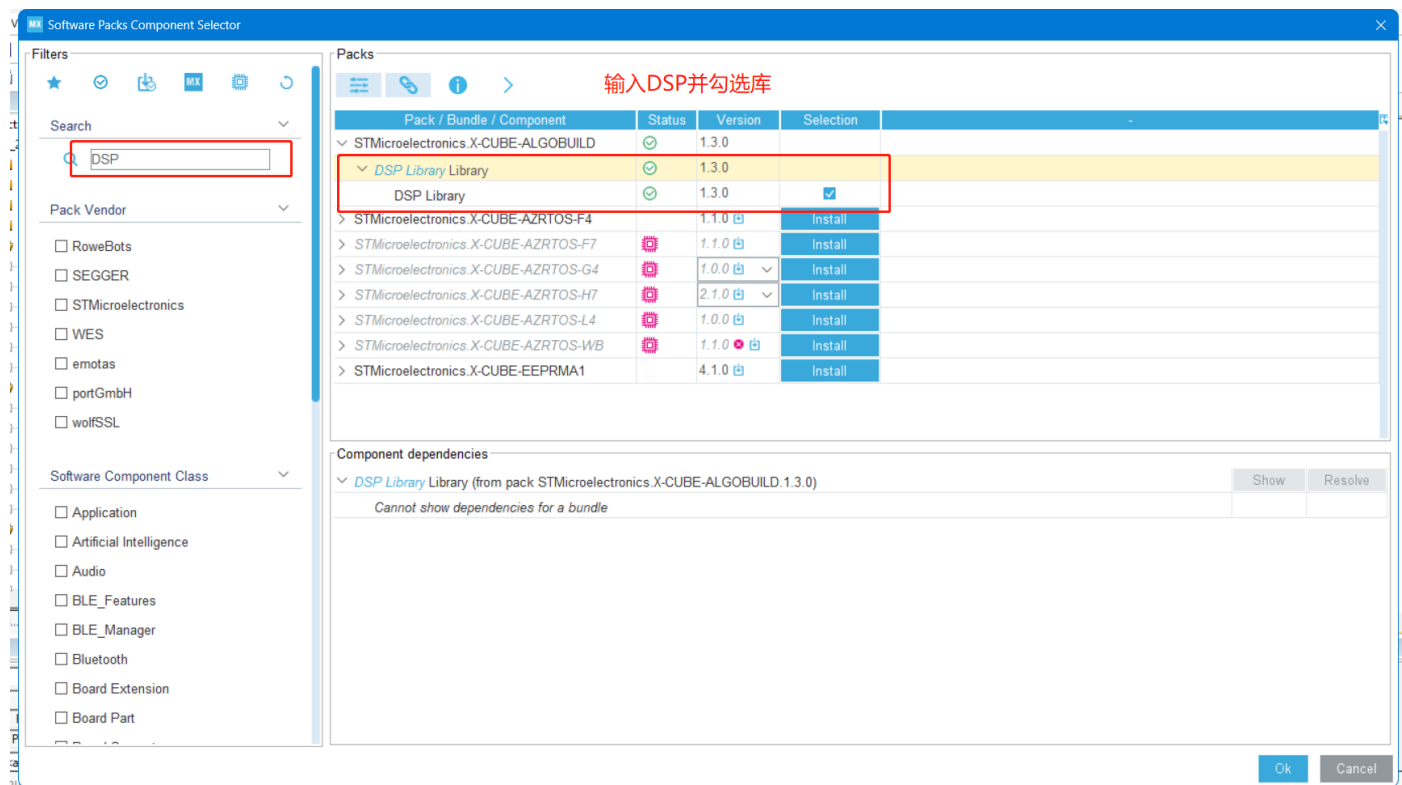 Software Packs Component Selector
Filters
Search
DSP
Pack Vendor
RoweBots
SEGGER
STMicroelectronics
WES
emotas
portGmbH
wolfSSL
Software Component Class
Application
Artificial Intelligence
Audio
BLE_Features
BLE_Manager
Bluetooth
Board Extension
Board Part
Packs
输入DSP并勾选库
Pack / Bundle / Component Status Version Selection -
STMicroelectronics.X-CUBE-ALGOBUILD 1.3.0
DSP Library Library 1.3.0
DSP Library 1.3.0
STMicroelectronics.X-CUBE-AZRTOS-F4 1.1.0 Install
STMicroelectronics.X-CUBE-AZRTOS-F7 1.1.0 Install
STMicroelectronics.X-CUBE-AZRTOS-G4 1.0.0 Install
STMicroelectronics.X-CUBE-AZRTOS-H7 2.1.0 Install
STMicroelectronics.X-CUBE-AZRTOS-L4 1.0.0 Install
STMicroelectronics.X-CUBE-AZRTOS-WB 1.1.0 Install
STMicroelectronics.X-CUBE-EEPRMA1 4.1.0 Install
Component dependencies
DSP Library Library (from pack STMicroelectronics.X-CUBE-ALGOBUILD.1.3.0) Show Resolve
Cannot show dependencies for a bundle
Ok Cancel